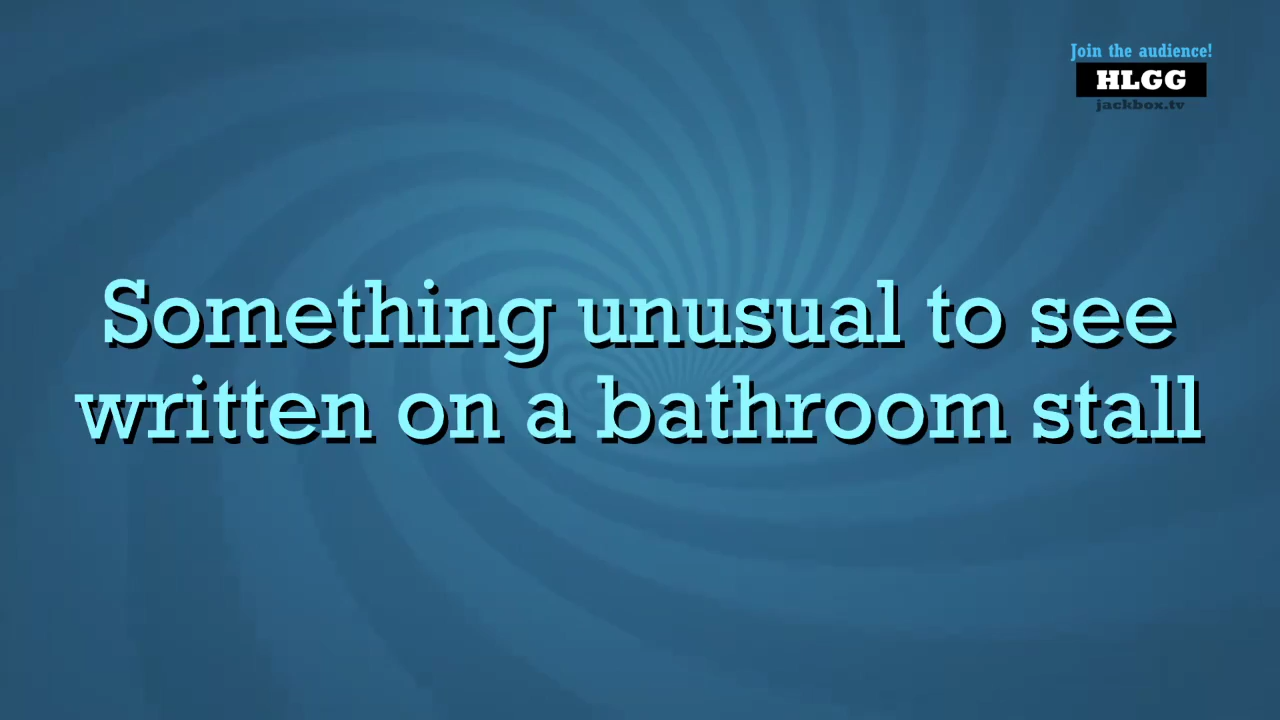 Join the audience!
HLGG
jackbox.tv
Something unusual to see
written on a bathroom stall